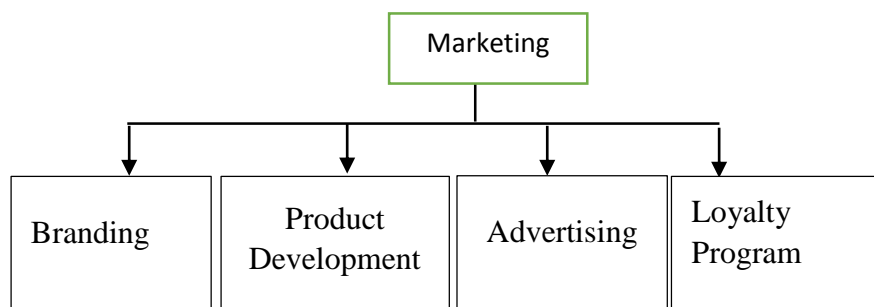 Marketing
Branding
Product
Development
Advertising
Loyalty
Program